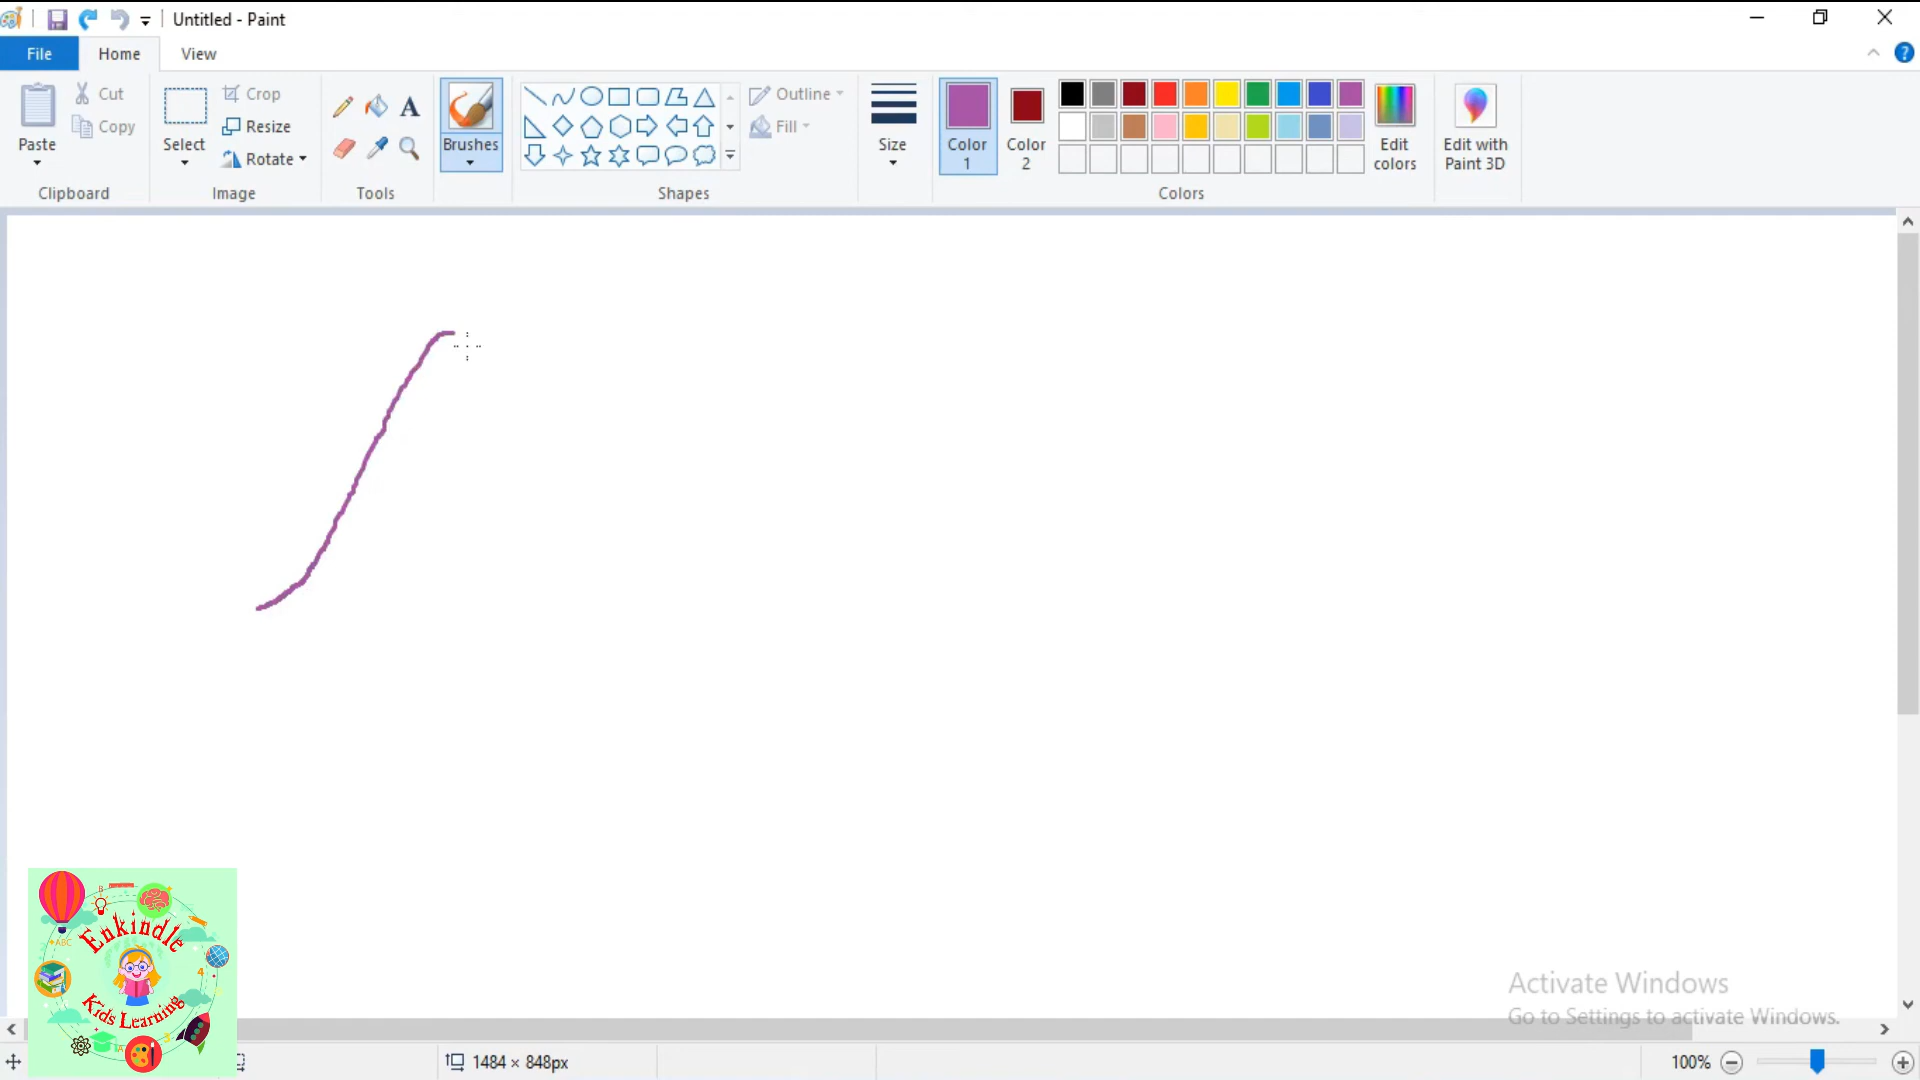 Untitled - Paint
File Home View
Paste
Cut
Copy
Clipboard
Select
Crop
Resize
Rotate
Image
A
Tools
Brushes
Outline
Fill
Shapes
Size
Color 1
Color 2
Edit colors
Colors
Edit with Paint 3D
?
Enkindle
Kids Learning
ABC
B
4
Activate Windows
Go to Settings to activate Windows.
1484 × 848px
100%